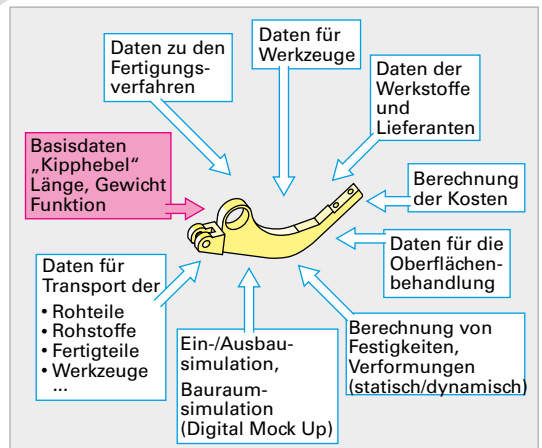 Daten zu den
Fertigungs-
verfahren
Daten für
Werkzeuge
Daten der
Werkstoffe
und
Lieferanten
Basisdaten
„Kipphebel“
Länge, Gewicht
Funktion
Berechnung
der Kosten
Daten für die
Oberflächen-
behandlung
Daten für
Transport der
• Rohteile
• Rohstoffe
• Fertigteile
• Werkzeuge
...
Ein-/Ausbau-
simulation,
Bauraum-
simulation
(Digital Mock Up)
Berechnung von
Festigkeiten,
Verformungen
(statisch/dynamisch)